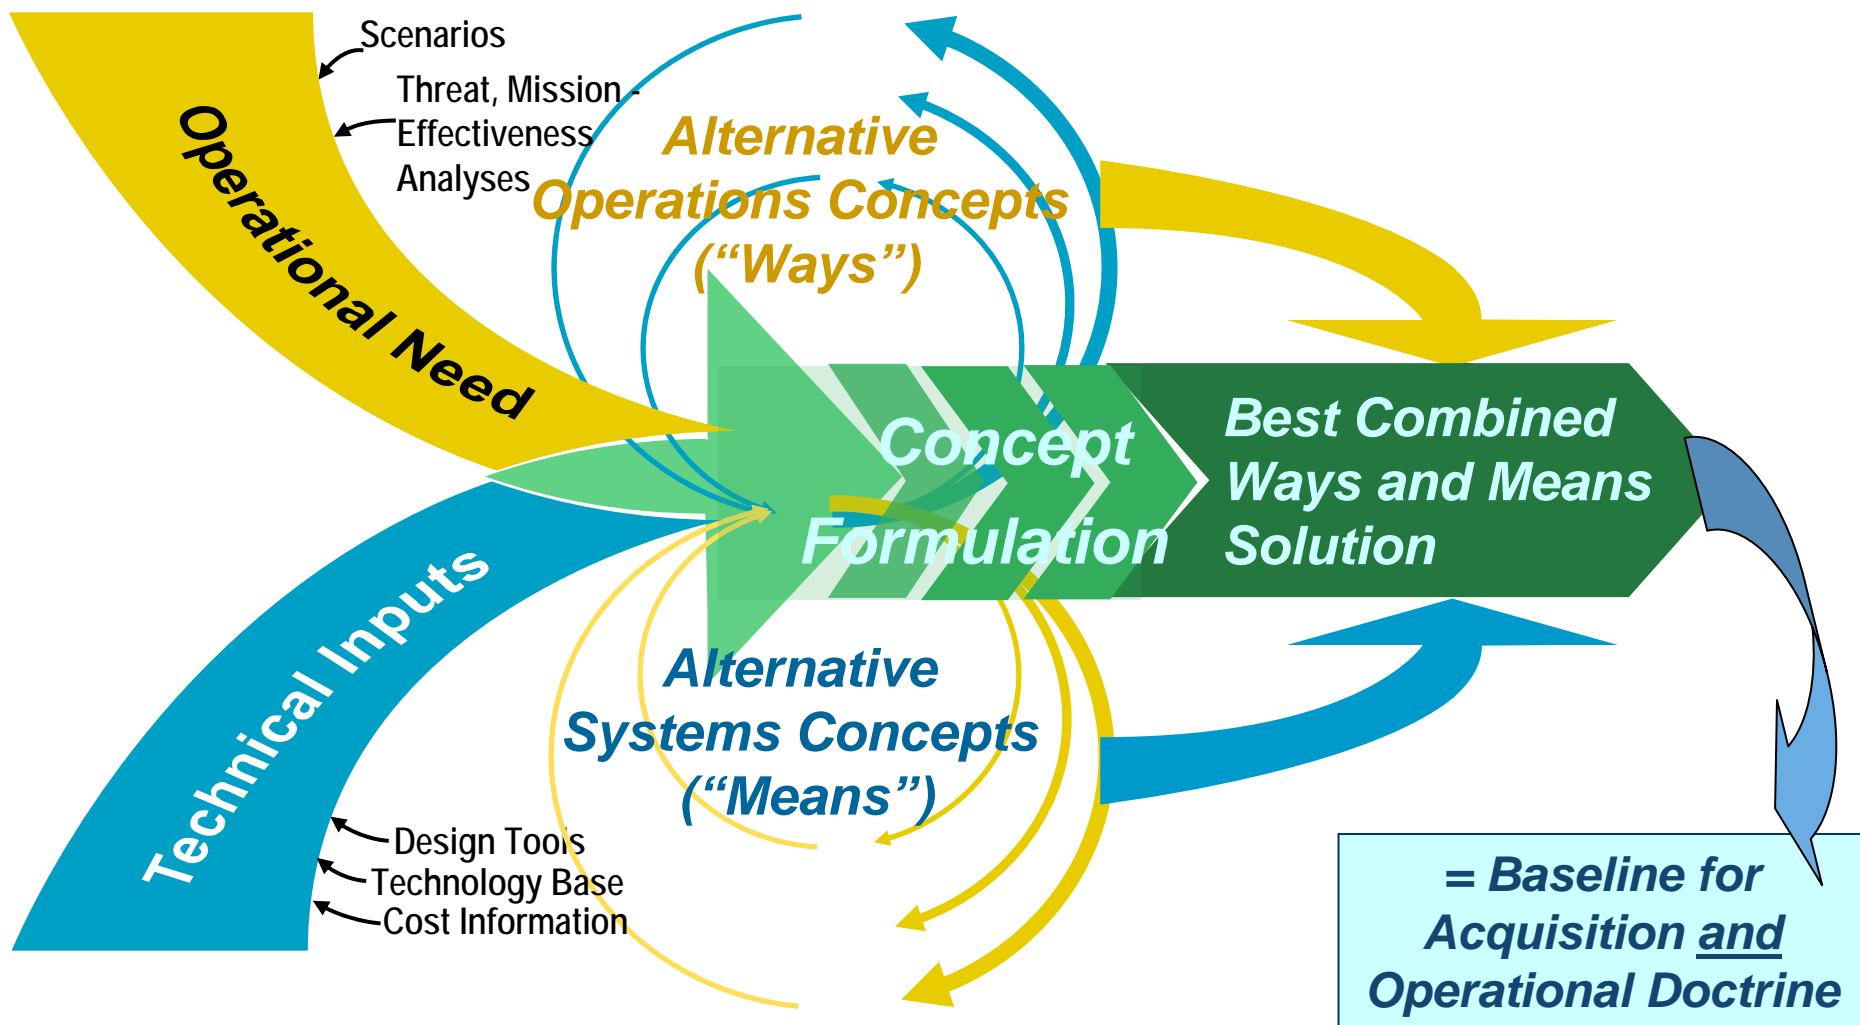 Scenarios
Threat, Mission -
Effectiveness
Analyses
Operational Need
Alternative
Operations Concepts
(“Ways”)
Concept
Formulation
Best Combined
Ways and Means
Solution
Technical Inputs
Alternative
Systems Concepts
(“Means”)
Design Tools
Technology Base
Cost Information
= Baseline for
Acquisition and
Operational Doctrine